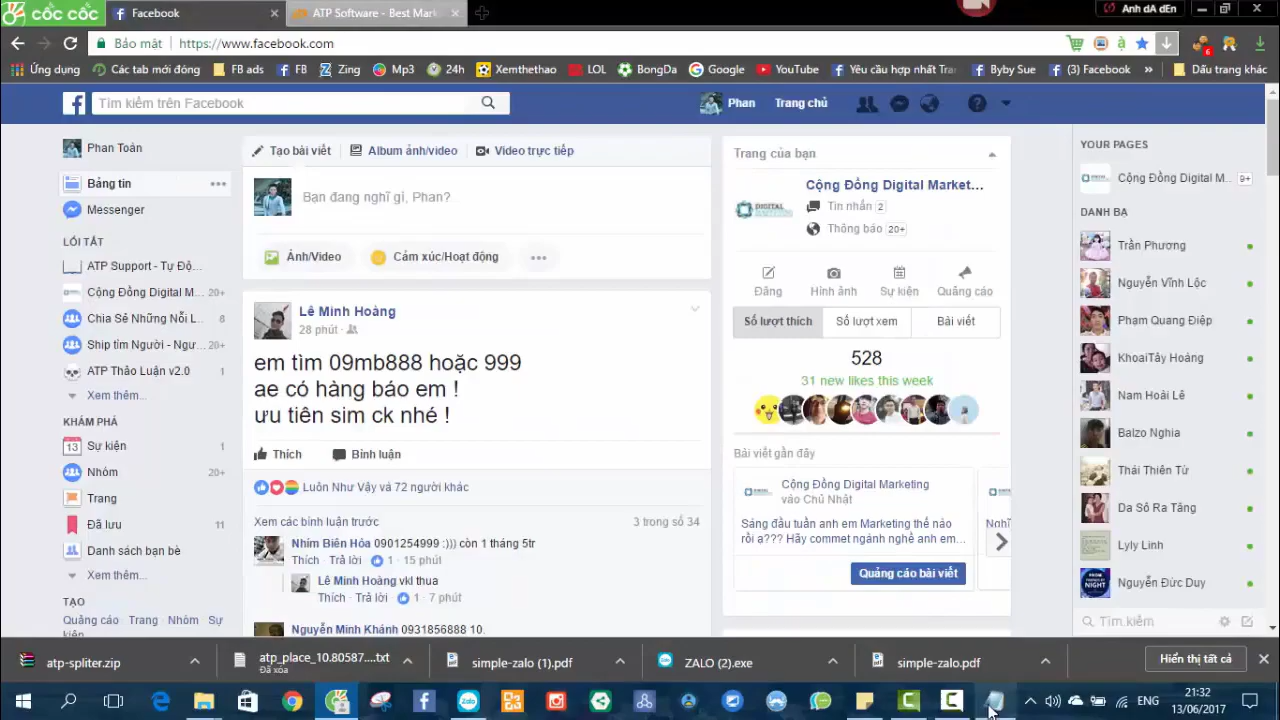 cốc cốc
Facebook
ATP Software - Best Mark
Anh dA dEn
Bảo mật
https://www.facebook.com
Ứng dụng
Các tab mới đóng
FB ads
FB
Zing
Mp3
24h
Xemthethao
LOL
BongDa
Google
YouTube
Yêu cầu hợp nhất Tran
Byby Sue
(3) Facebook
»
Dấu trang khác
Tìm kiếm trên Facebook
Phan
Trang chủ
Phan Toàn
Bảng tin
Messenger
LỐI TẮT
ATP Support - Tự Độ...
Cộng Đồng Digital M... 20+
Chia Sẻ Những Nỗi L... 6
Ship tìm Người - Ngư... 20+
ATP Thảo Luận v2.0 1
Xem thêm...
KHÁM PHÁ
Sự kiện 1
Nhóm 20+
Trang
Đã lưu 11
Danh sách bạn bè
Xem thêm...
TẠO
Quảng cáo Trang Nhóm Sự
kiện
Tạo bài viết
Album ảnh/video
Video trực tiếp
Bạn đang nghĩ gì, Phan?
Ảnh/Video
Cảm xúc/Hoạt động
Lê Minh Hoàng
28 phút ·
em tìm 09mb888 hoặc 999
ae có hàng báo em !
ưu tiên sim ck nhé !
Thích
Bình luận
Luôn Như Vậy và 72 người khác
Xem các bình luận trước
3 trong số 34
Nhím Biên Hòa 0901254999 :))) còn 1 tháng 5tr
Thích · Trả lời · 1 · 15 phút
Lê Minh Hoàng vkl thua
Thích · Trả lời · 1 · 7 phút
Nguyễn Minh Khánh 0931856888 10.
Trang của bạn
Cộng Đồng Digital Market...
Tin nhắn 2
Thông báo 20+
Đăng
Hình ảnh
Sự kiện
Quảng cáo
Số lượt thích
Số lượt xem
Bài viết
528
31 new likes this week
Bài viết gần đây
Cộng Đồng Digital Marketing
vào Chủ Nhật
Sáng đầu tuần anh em Marketing thế nào
rồi a??? Hãy commet ngành nghề anh em...
Quảng cáo bài viết
YOUR PAGES
Cộng Đồng Digital M... 9+
DANH BẠ
Trần Phương
Nguyễn Vĩnh Lộc
Phạm Quang Điệp
KhoaiTây Hoàng
Nam Hoài Lê
Balzo Nghia
Thái Thiên Từ
Da Sô Ra Tăng
Lyly Linh
Nguyễn Đức Duy
Tìm kiếm
atp-spliter.zip
atp_place_10.80587....txt
Đã xóa
simple-zalo (1).pdf
ZALO (2).exe
simple-zalo.pdf
Hiển thị tất cả
ENG
21:32
13/06/2017